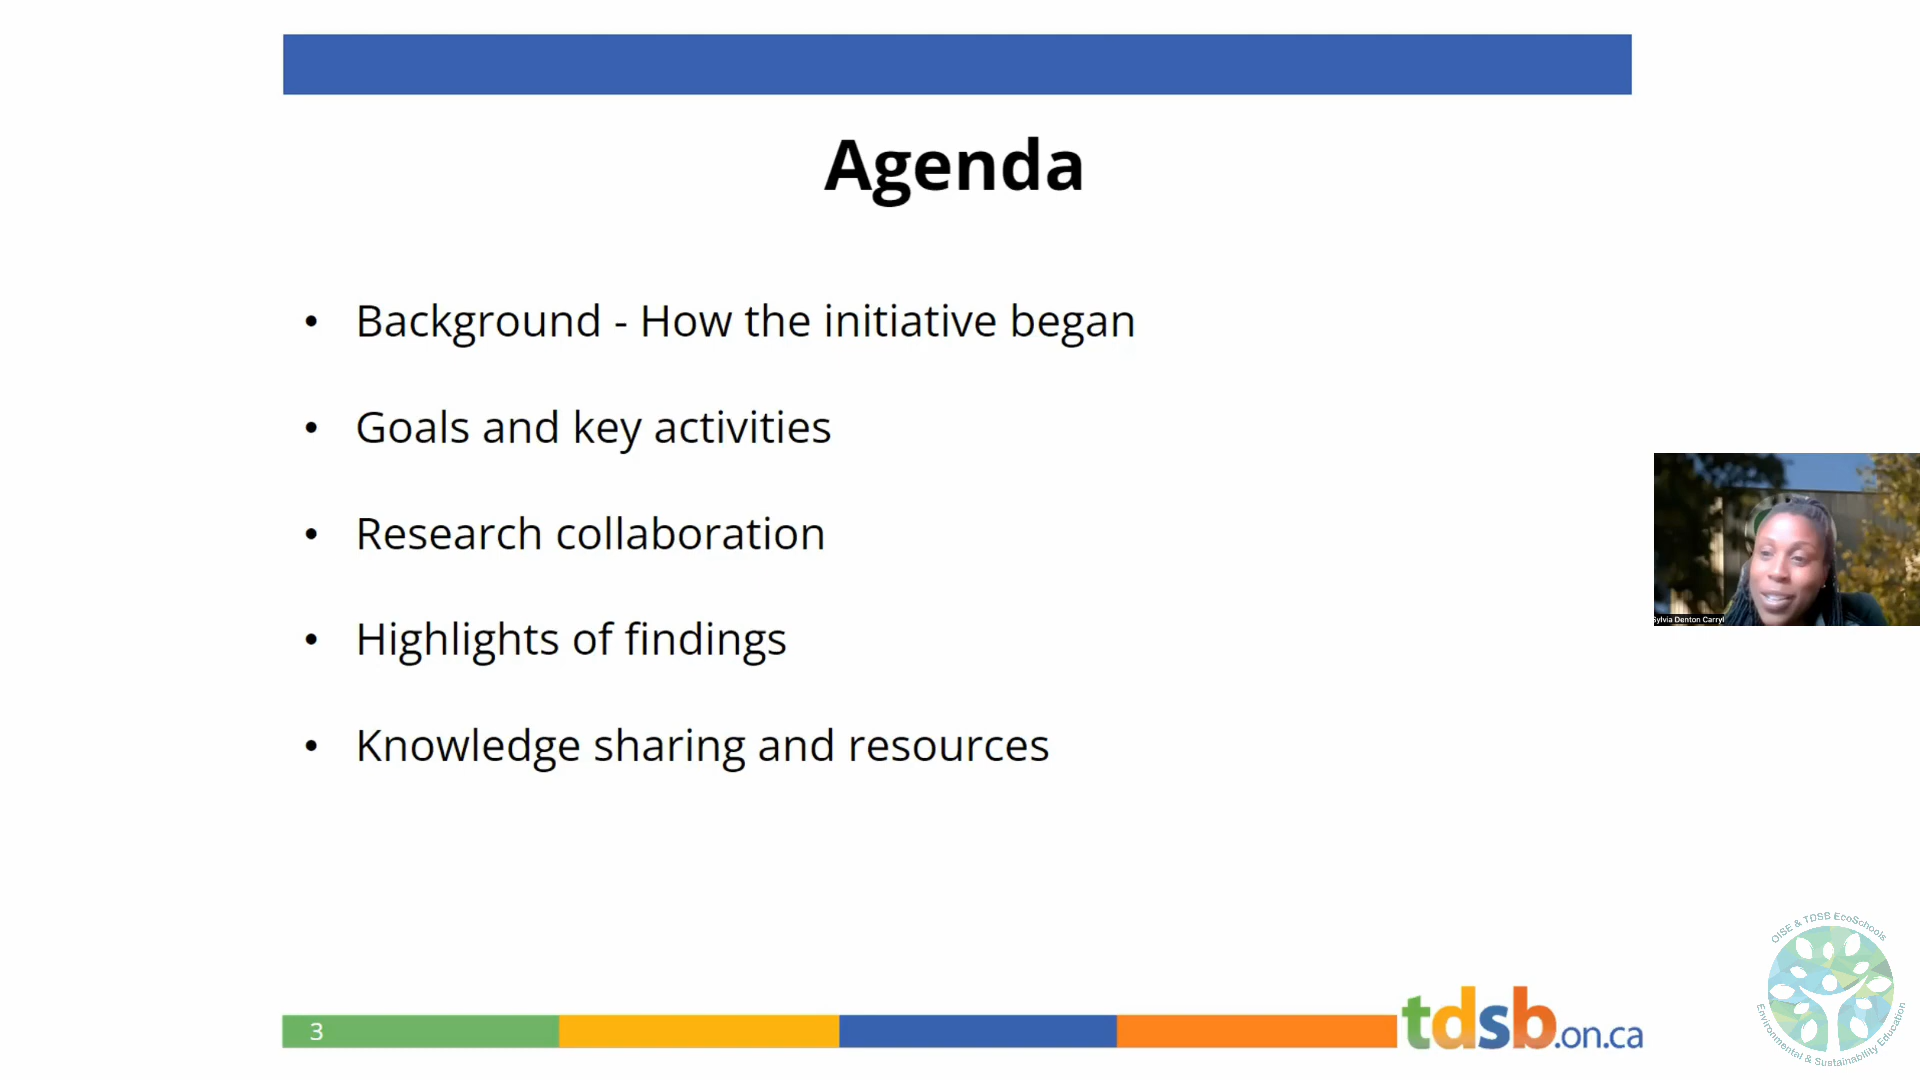 Agenda
• Background - How the initiative began
• Goals and key activities
• Research collaboration
• Highlights of findings
• Knowledge sharing and resources
Sylvia Denton Carryl
3
tdsb.on.ca
OISE & TDSB EcoSchools
Environmental & Sustainability Education